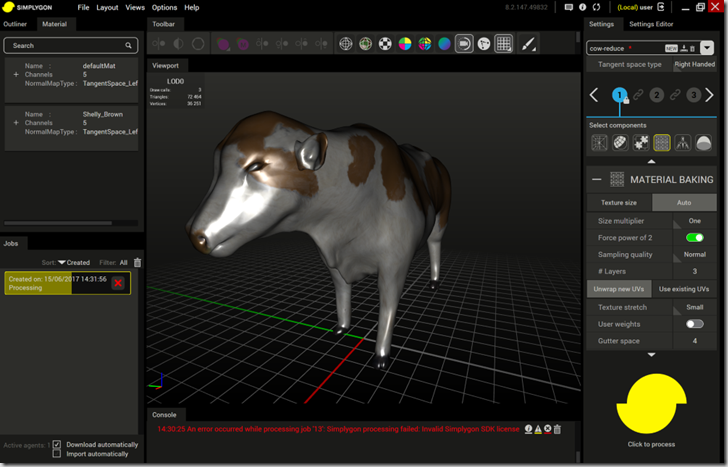 SIMPLYGON
File Layout View Options Help
8.2.147.49832
(Local) user
Outliner Material
Search
Name : defaultMat
Channels 5
NormalMapType : TangentSpace_Lef
Name : Shelly_Brown
Channels 5
NormalMapType : TangentSpace_Lef
Jobs
Sort: Created Filter: All
Created on: 15/06/2017 14:31:56
Processing
Active agents : 1
Download automatically
Import automatically
Toolbar
Viewport
LOD0
Draw calls: 3
Triangles: 72 464
Vertices: 36 251
Console
14:30:25 An error occurred while processing job '13': Simplygon processing failed: Invalid Simplygon SDK license
Settings Settings Editor
cow-reduce * NEW
Tangent space type Right Handed
1 2 3
Select components
MATERIAL BAKING
Texture size Auto
Size multiplier One
Force power of 2
Sampling quality Normal
# Layers 3
Unwrap new UVs Use existing UVs
Texture stretch Small
User weights
Gutter space 4
Click to process